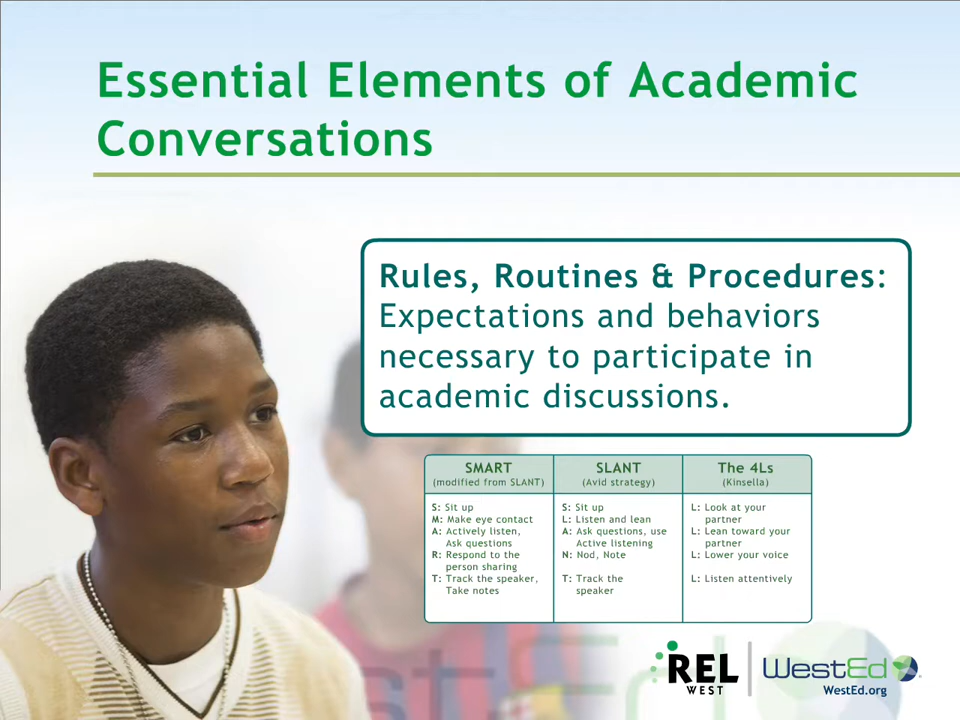 Essential Elements of Academic
Conversations
Rules, Routines & Procedures:
Expectations and behaviors
necessary to participate in
academic discussions.
SMART
(modified from SLANT)
S: Sit up
M: Make eye contact
A: Actively listen,
Ask questions
R: Respond to the
person sharing
T: Track the speaker,
Take notes
SLANT
(Avid strategy)
S: Sit up
L: Listen and lean
A: Ask questions, use
Active listening
N: Nod, Note
T: Track the
speaker
The 4Ls
(Kinsella)
L: Look at your
partner
L: Lean toward your
partner
L: Lower your voice
L: Listen attentively
REL
WEST
WestEd
WestEd.org